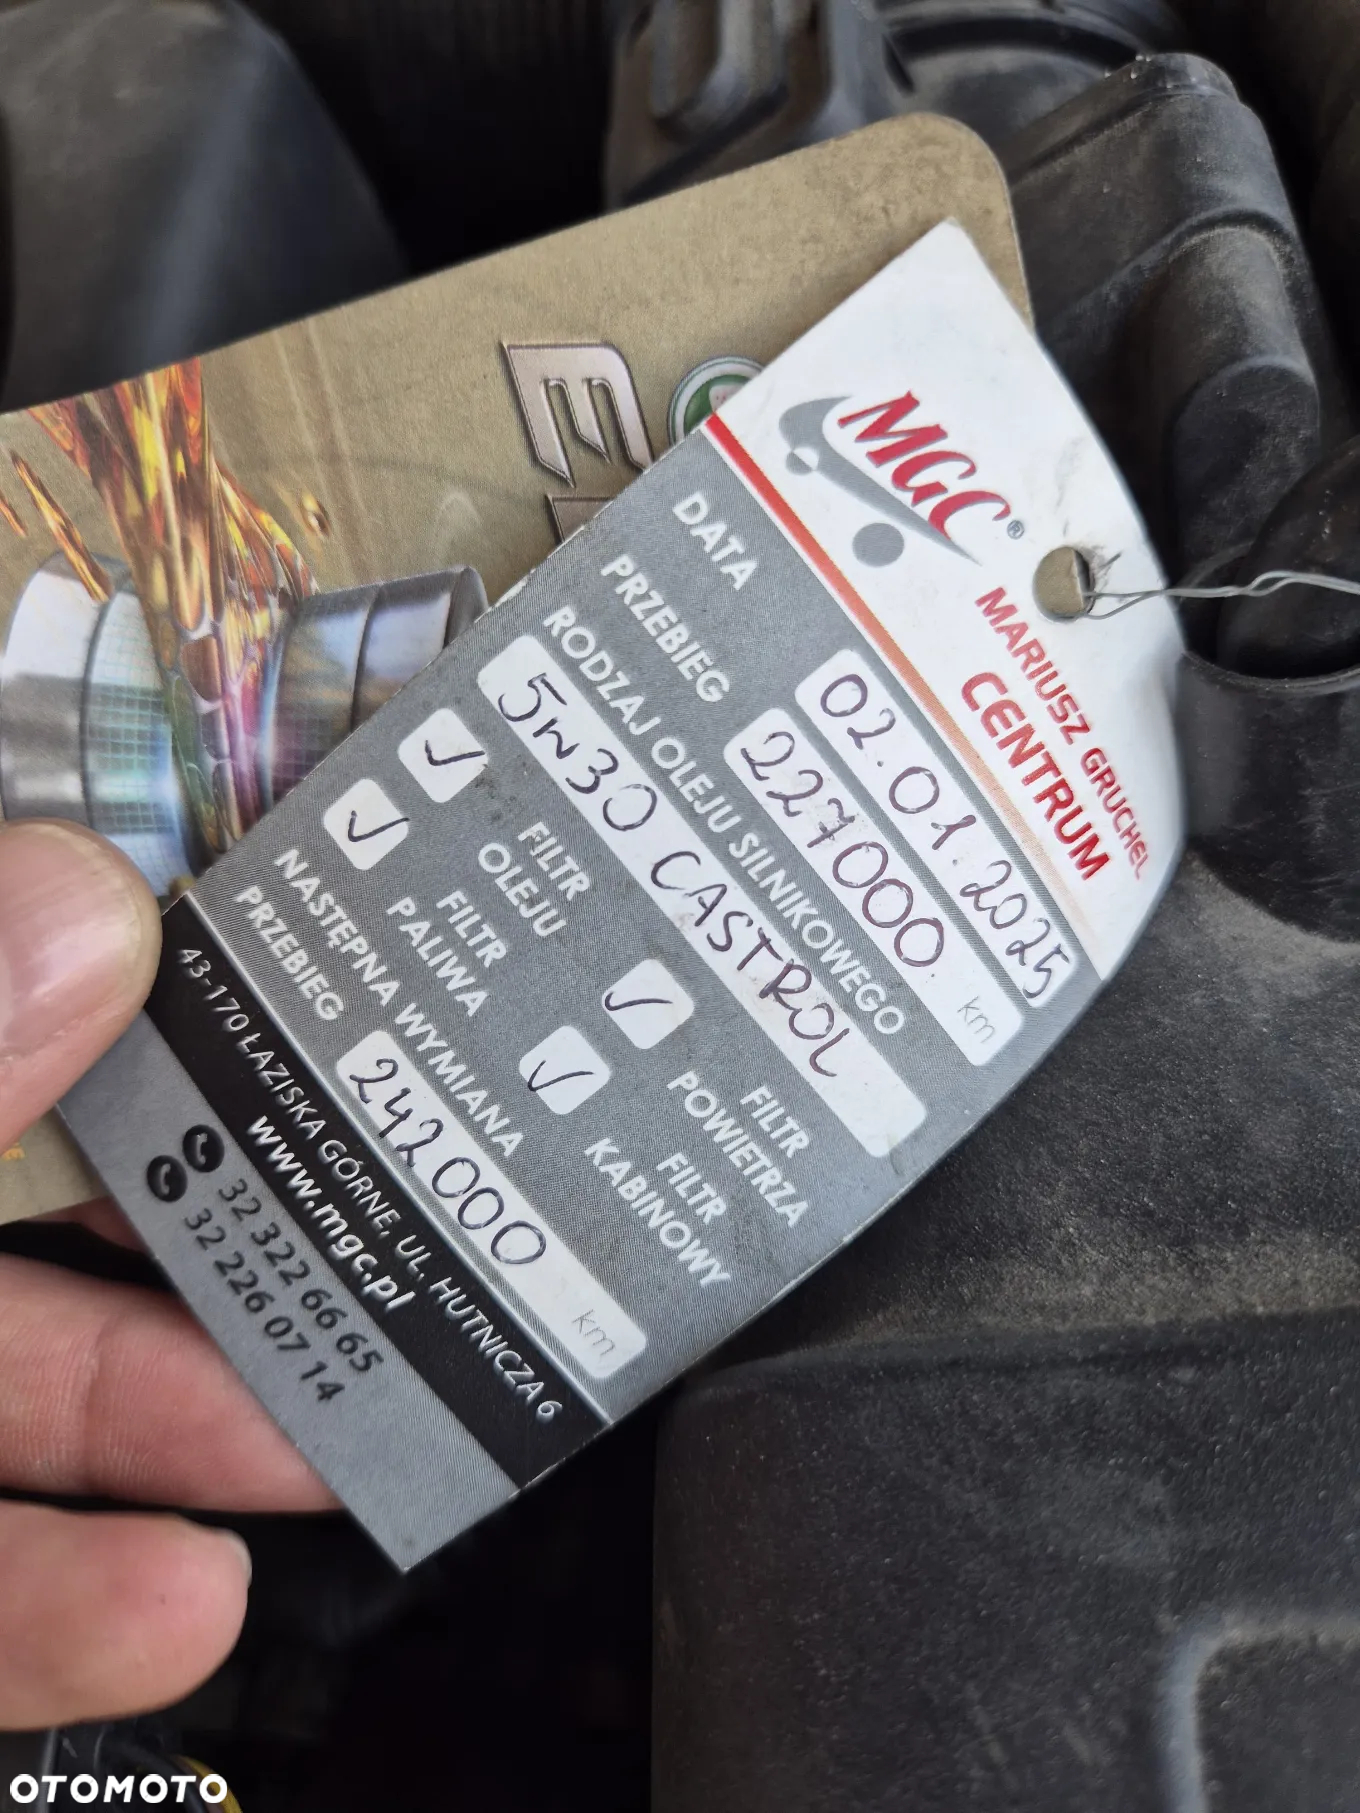 MGC®
MARIUSZ GRUCHEL
CENTRUM
DATA 02.01.2025
PRZEBIEG 227000 km
RODZAJ OLEJU SILNIKOWEGO
5W30 CASTROL
✓ FILTR OLEJU
✓ FILTR POWIETRZA
✓ FILTR PALIWA
✓ FILTR KABINOWY
NASTĘPNA WYMIANA
PRZEBIEG 242000 km
43-170 ŁAZISKA GÓRNE, UL. HUTNICZA 6
www.mgc.pl
32 322 66 65
32 226 07 14
OTOMOTO